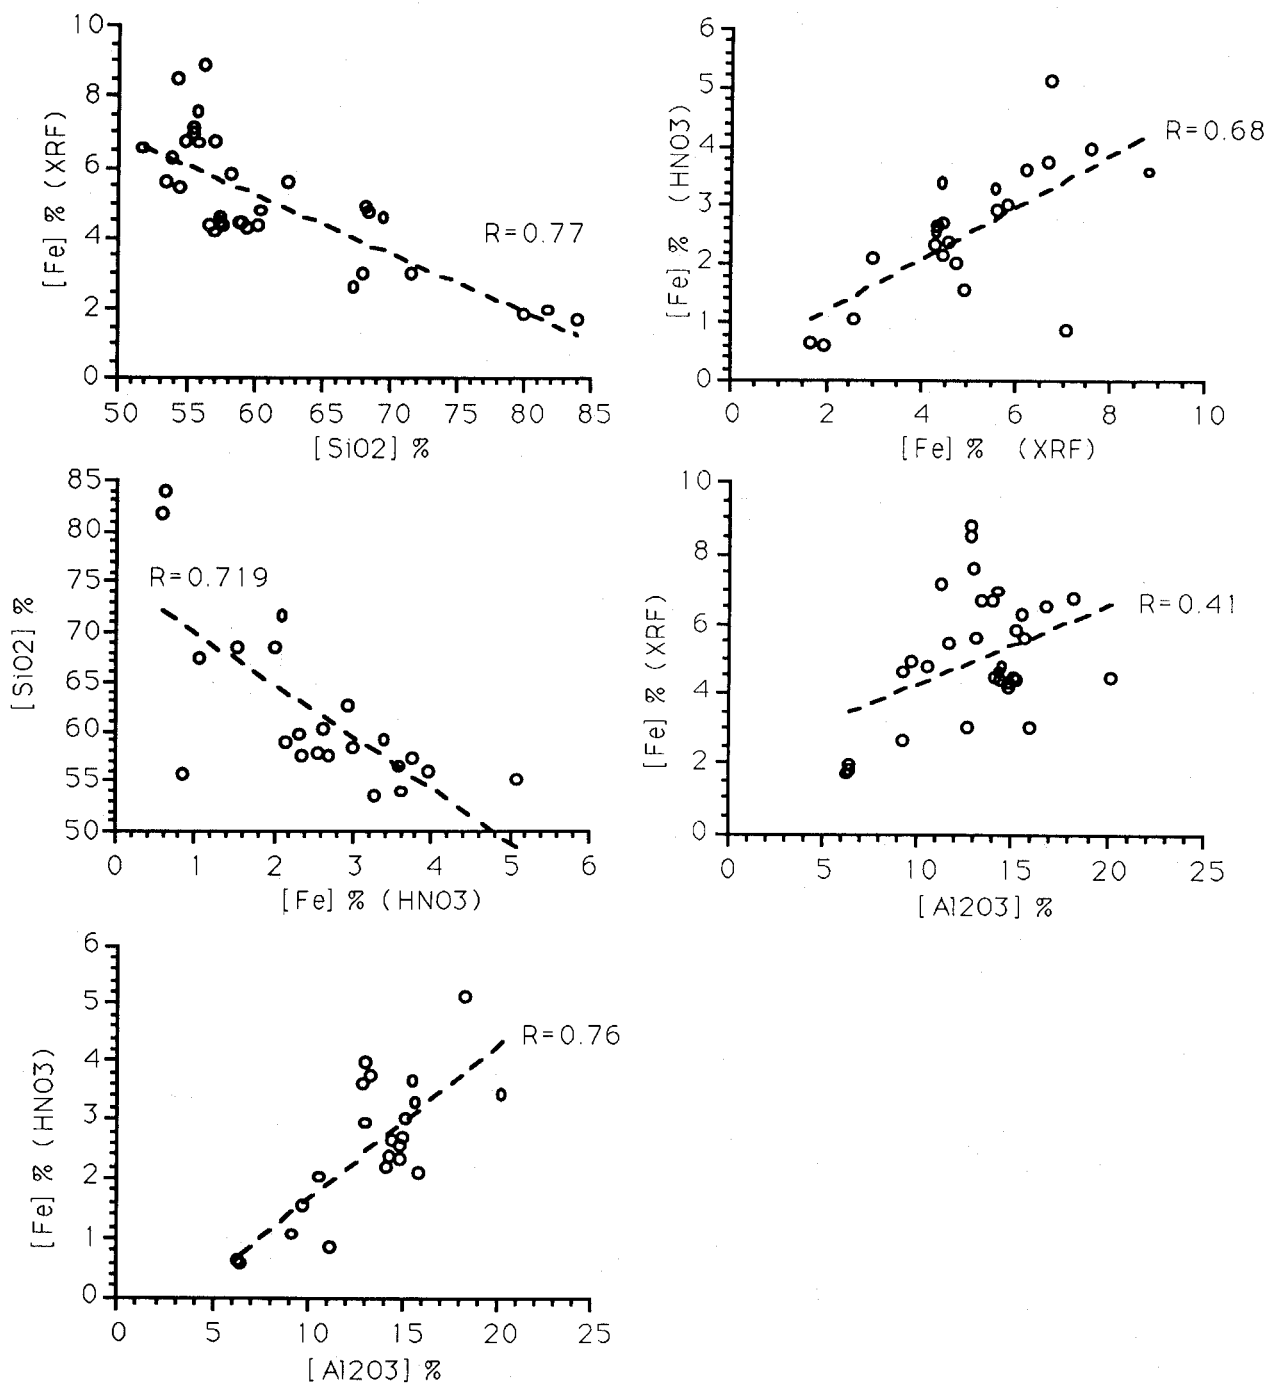 10
8
6
4
2
0
[Fe] % (XRF)
R=0.77
50 55 60 65 70 75 80 85
[SiO2] %
6
5
4
3
2
1
0
[Fe] % (HNO3)
R=0.68
0 2 4 6 8 10
[Fe] % (XRF)
85
80
75
70
65
60
55
50
[SiO2] %
R=0.719
0 1 2 3 4 5 6
[Fe] % (HNO3)
10
8
6
4
2
0
[Fe] % (XRF)
R=0.41
0 5 10 15 20 25
[Al2O3] %
6
5
4
3
2
1
0
[Fe] % (HNO3)
R=0.76
0 5 10 15 20 25
[Al2O3] %